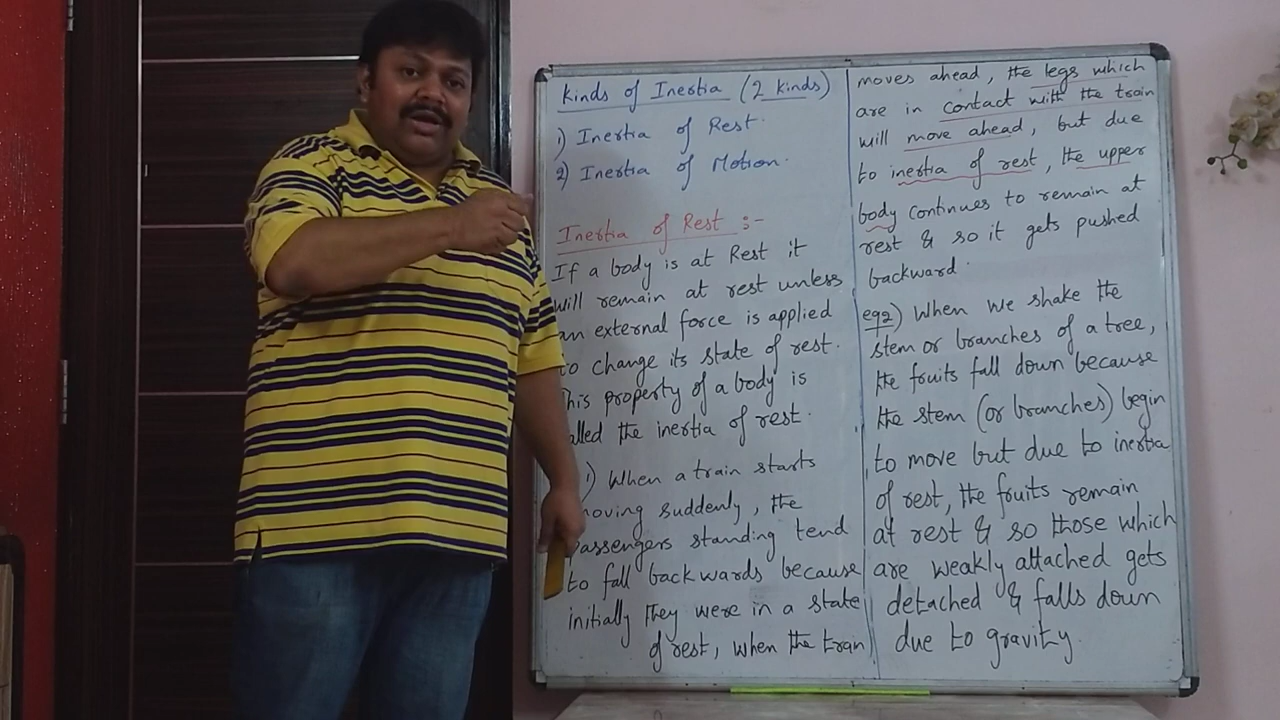 Kinds of Inertia (2 kinds)
1) Inertia of Rest.
2) Inertia of Motion.
Inertia of Rest :-
If a body is at Rest it
will remain at rest unless
an external force is applied
to change its state of rest.
This property of a body is
alled the inertia of rest.
1) When a train starts
moving suddenly, the
passengers standing tend
to fall backwards because
initially they were in a state
of rest, when the train
moves ahead, the legs which
are in contact with the train
will move ahead, but due
to inertia of rest, the upper
body continues to remain at
rest & so it gets pushed
backward.
eg2) When we shake the
stem or branches of a tree,
the fruits fall down because
the stem (or branches) begin
to move but due to inertia
of rest, the fruits remain
at rest & so those which
are weakly attached gets
detached & falls down
due to gravity.